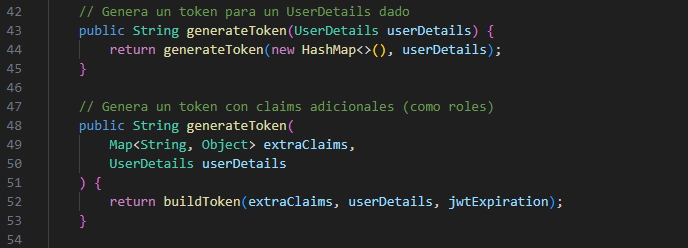 42 // Genera un token para un UserDetails dado
43 public String generateToken(UserDetails userDetails) {
44 return generateToken(new HashMap<>(), userDetails);
45 }
46
47 // Genera un token con claims adicionales (como roles)
48 public String generateToken(
49 Map<String, Object> extraClaims,
50 UserDetails userDetails
51 ) {
52 return buildToken(extraClaims, userDetails, jwtExpiration);
53 }
54